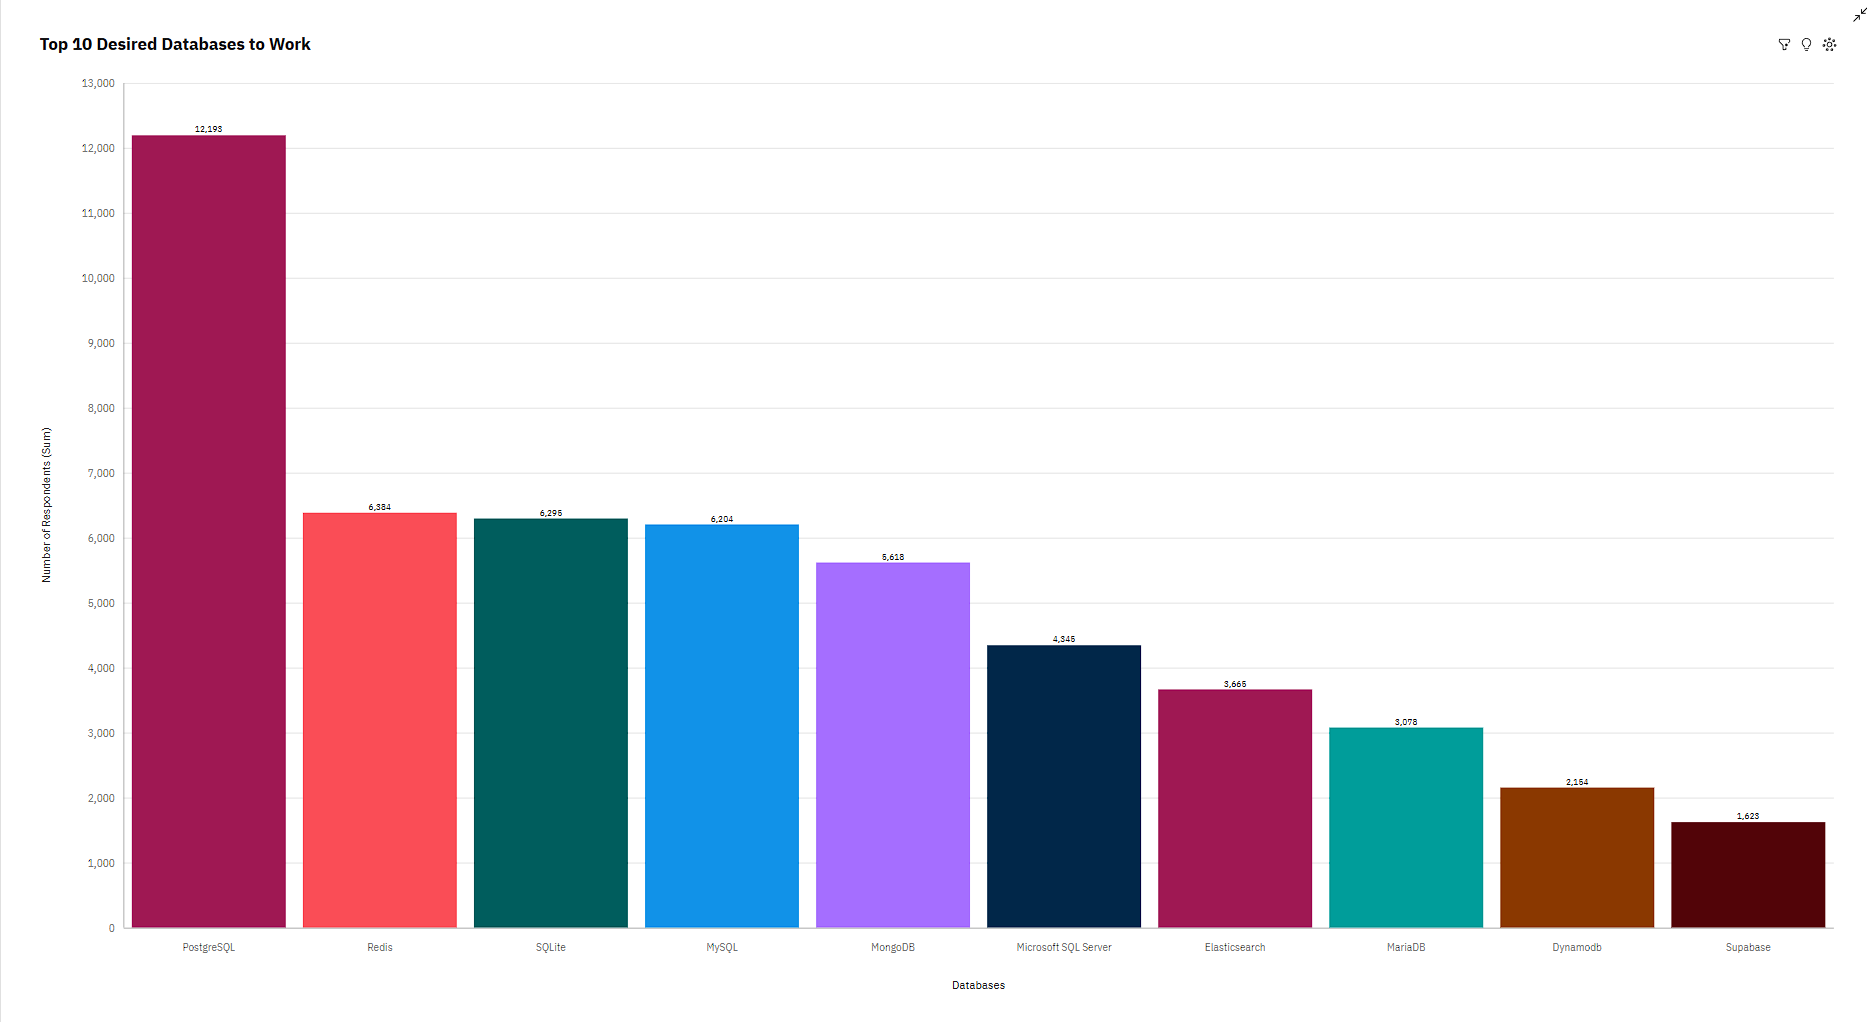 Top 10 Desired Databases to Work
13,000
12,000
11,000
10,000
9,000
8,000
7,000
6,000
5,000
4,000
3,000
2,000
1,000
0
Number of Respondents (Sum)
12,193
6,384
6,295
6,204
5,618
4,345
3,665
3,078
2,154
1,623
PostgreSQL
Redis
SQLite
MySQL
MongoDB
Microsoft SQL Server
Elasticsearch
MariaDB
Dynamodb
Supabase
Databases